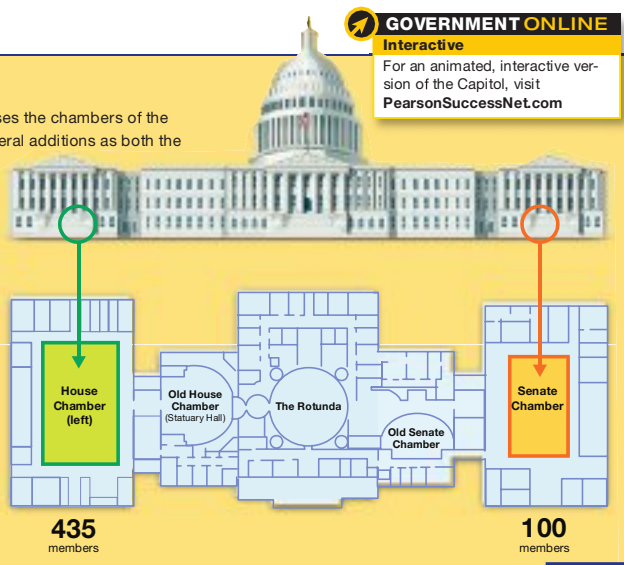 GOVERNMENT ONLINE
Interactive
For an animated, interactive ver-
sion of the Capitol, visit
PearsonSuccessNet.com
ses the chambers of the
eral additions as both the
House
Chamber
(left)
Old House
Chamber
(Statuary Hall)
The Rotunda
Old Senate
Chamber
Senate
Chamber
435
members
100
members